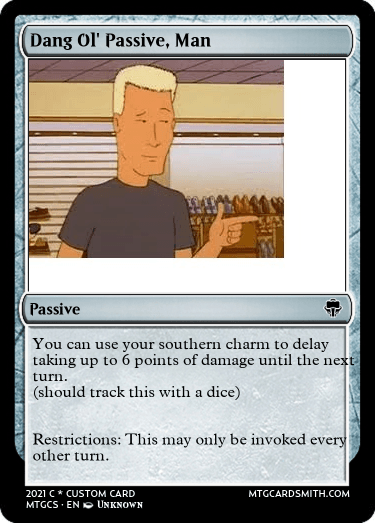 Dang Ol' Passive, Man
Passive
You can use your southern charm to delay
taking up to 6 points of damage until the next
turn.
(should track this with a dice)
Restrictions: This may only be invoked every
other turn.
2021 C * CUSTOM CARD
MTGCARDSMITH.COM
MTGCS · EN Unknown